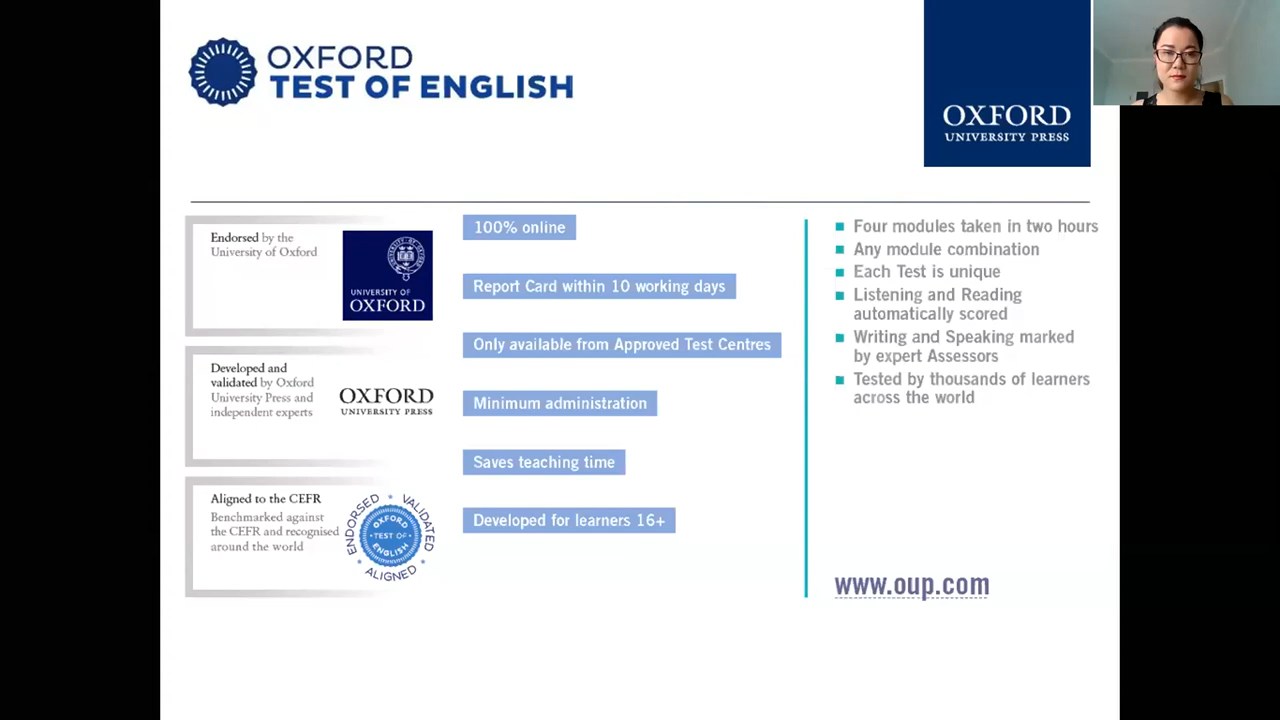 OXFORD
TEST OF ENGLISH
OXFORD
UNIVERSITY PRESS
Endorsed by the
University of Oxford
UNIVERSITY OF
OXFORD
Developed and
validated by Oxford
University Press and
independent experts
OXFORD
UNIVERSITY PRESS
Aligned to the CEFR
Benchmarked against
the CEFR and recognised
around the world
ENDORSED * VALIDATED * ALIGNED *
OXFORD
• TEST OF •
ENGLISH
100% online
Report Card within 10 working days
Only available from Approved Test Centres
Minimum administration
Saves teaching time
Developed for learners 16+
Four modules taken in two hours
Any module combination
Each Test is unique
Listening and Reading
automatically scored
Writing and Speaking marked
by expert Assessors
Tested by thousands of learners
across the world
www.oup.com